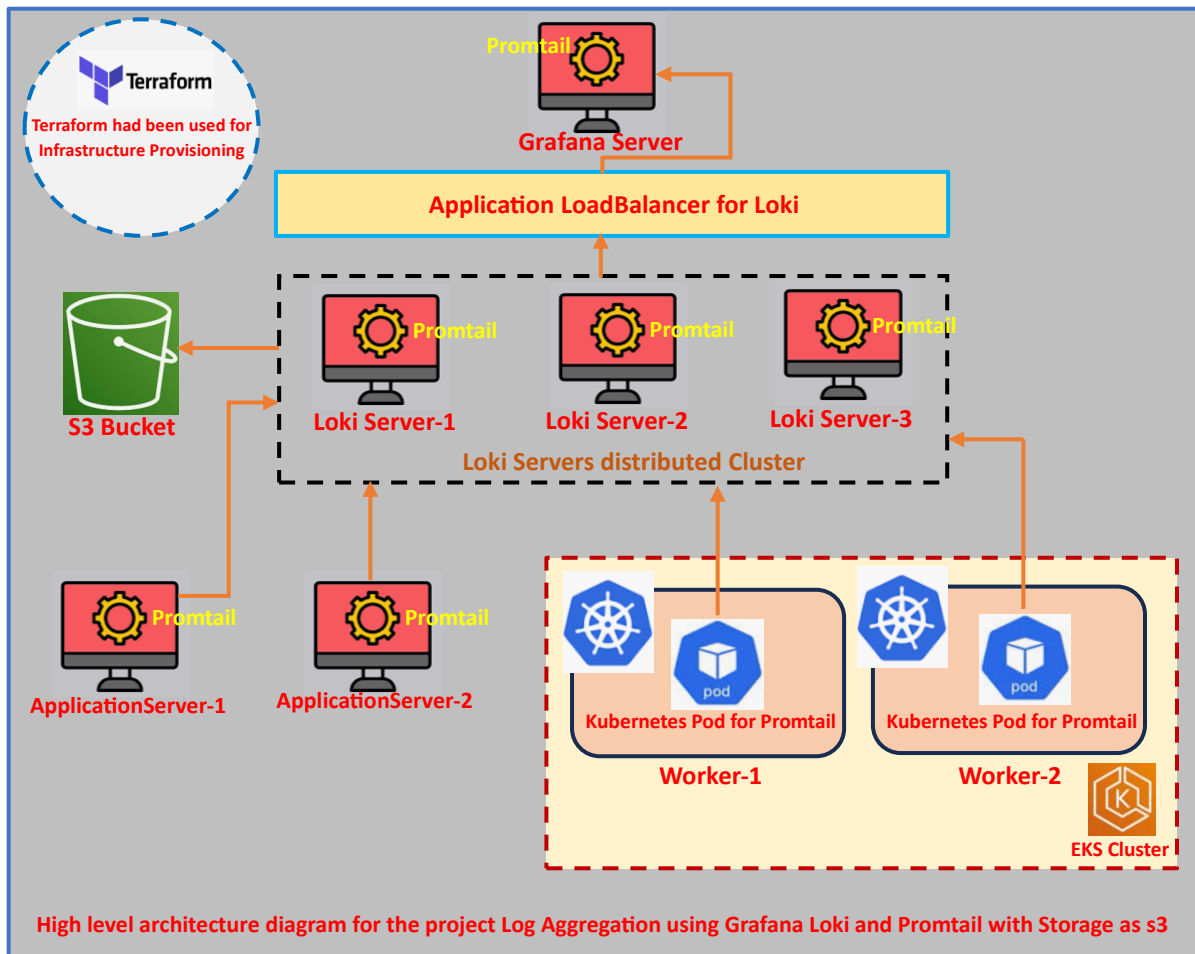 Promtail
Grafana Server
Terraform
Terraform had been used for
Infrastructure Provisioning
Application LoadBalancer for Loki
Promtail
Promtail
Promtail
Loki Server-1
Loki Server-2
Loki Server-3
S3 Bucket
Loki Servers distributed Cluster
Promtail
Promtail
ApplicationServer-1
ApplicationServer-2
pod
pod
Kubernetes Pod for Promtail
Kubernetes Pod for Promtail
Worker-1
Worker-2
K
EKS Cluster
High level architecture diagram for the project Log Aggregation using Grafana Loki and Promtail with Storage as s3